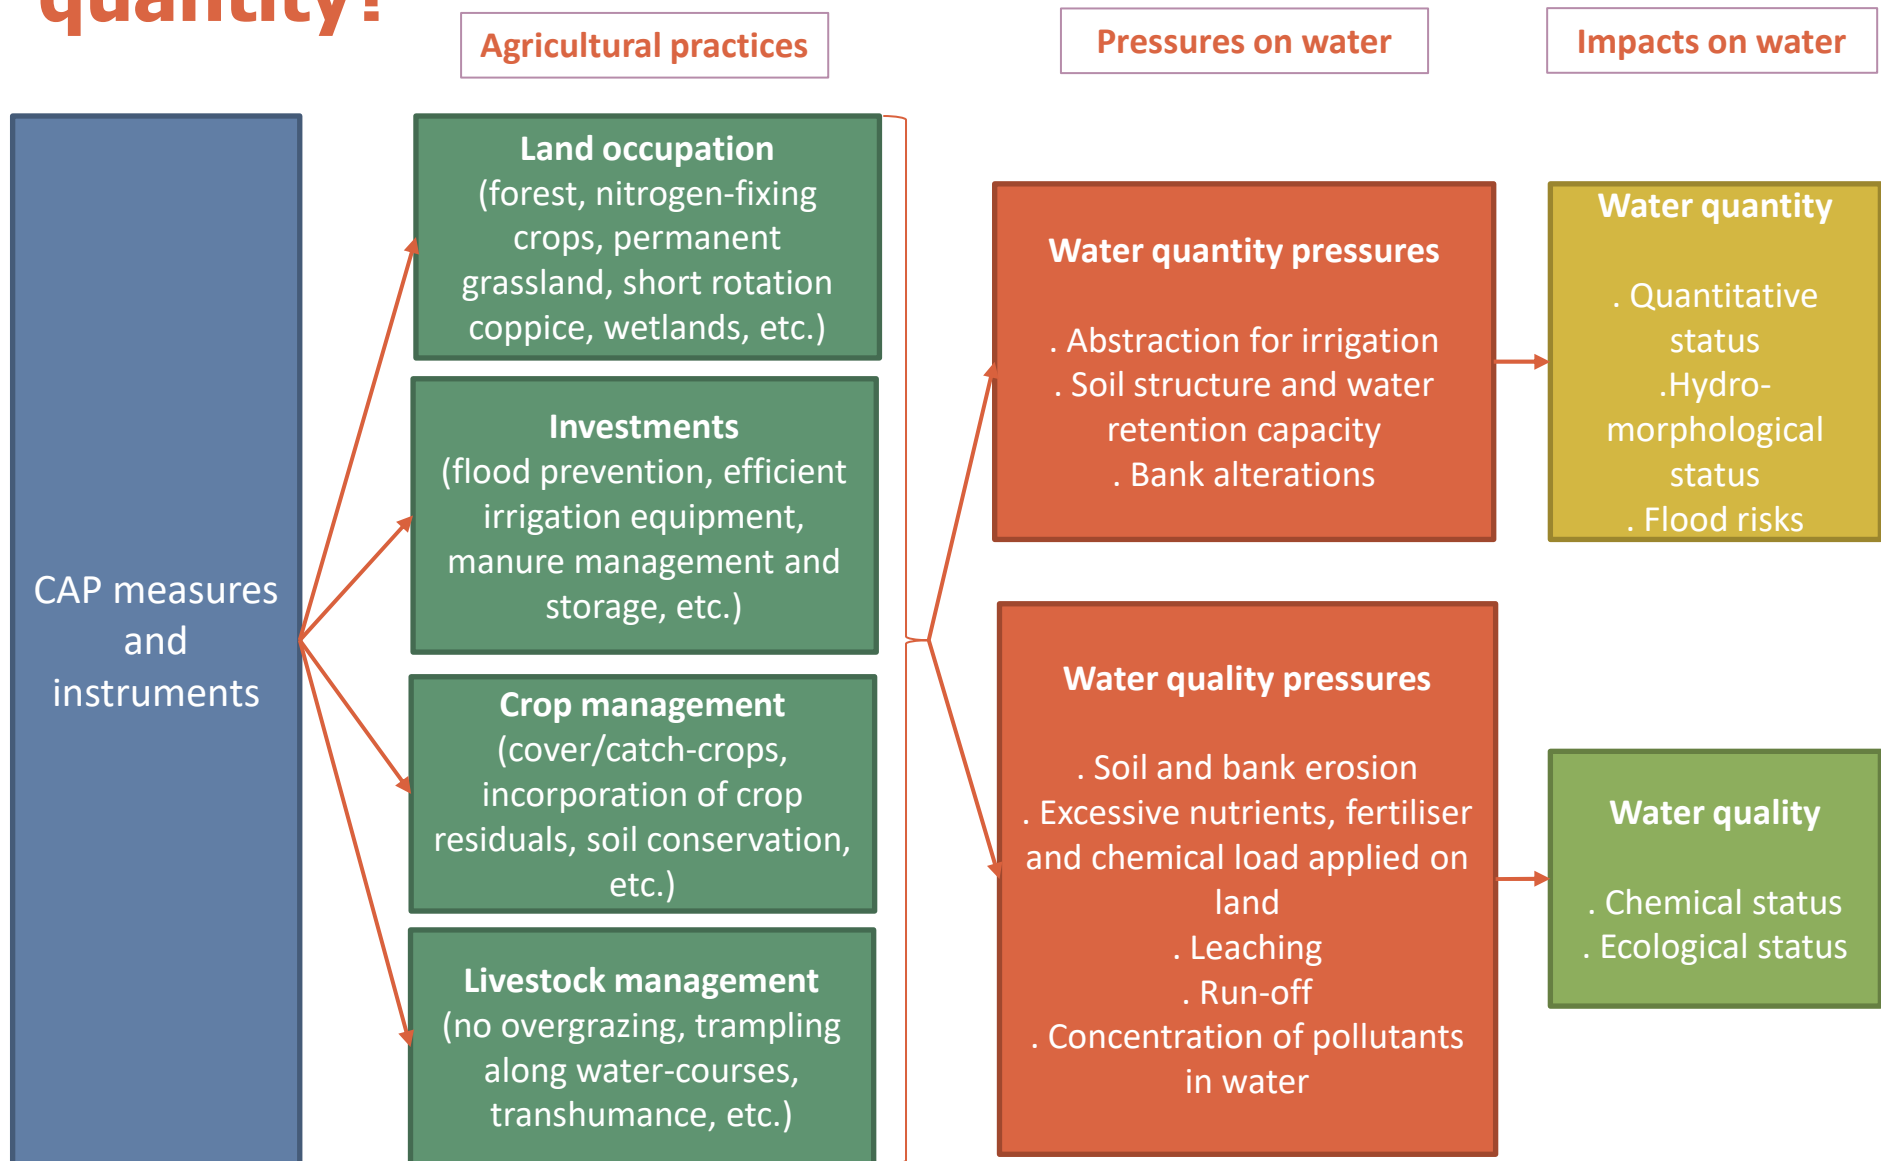 quantity?
Agricultural practices
Pressures on water
Impacts on water
CAP measures
and
instruments
Land occupation
(forest, nitrogen-fixing
crops, permanent
grassland, short rotation
coppice, wetlands, etc.)
Investments
(flood prevention, efficient
irrigation equipment,
manure management and
storage, etc.)
Crop management
(cover/catch-crops,
incorporation of crop
residuals, soil conservation,
etc.)
Livestock management
(no overgrazing, trampling
along water-courses,
transhumance, etc.)
Water quantity pressures
. Abstraction for irrigation
. Soil structure and water
retention capacity
. Bank alterations
Water quality pressures
. Soil and bank erosion
. Excessive nutrients, fertiliser
and chemical load applied on
land
. Leaching
. Run-off
. Concentration of pollutants
in water
Water quantity
. Quantitative
status
.Hydro-
morphological
status
. Flood risks
Water quality
. Chemical status
. Ecological status